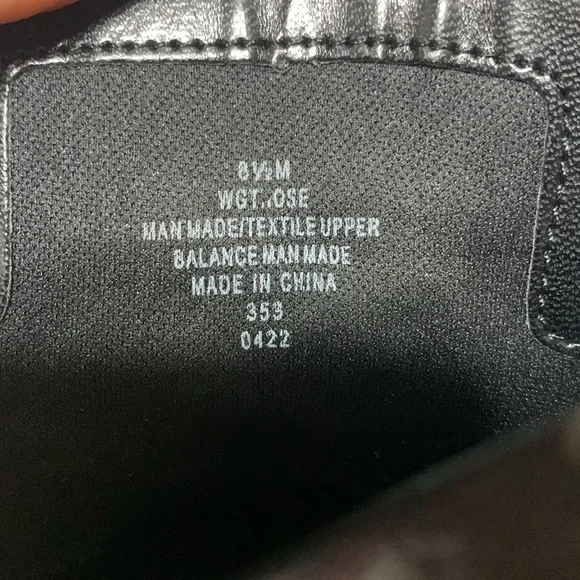 8½M
WGT..OSE
MAN MADE/TEXTILE UPPER
BALANCE MAN MADE
MADE IN CHINA
353
0422